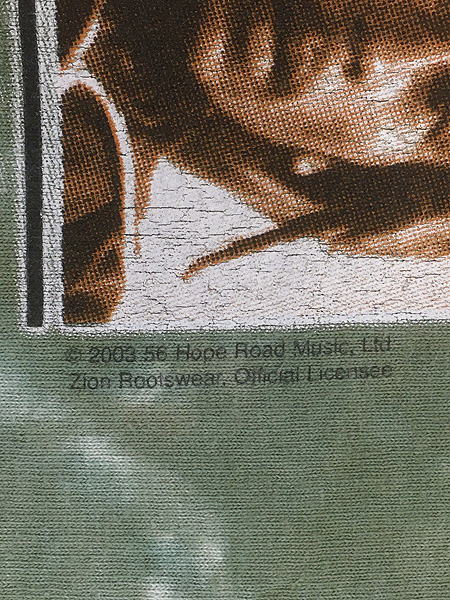 © 2003 56 Hope Road Music, Ltd
Zion Rootswear, Official Licensee